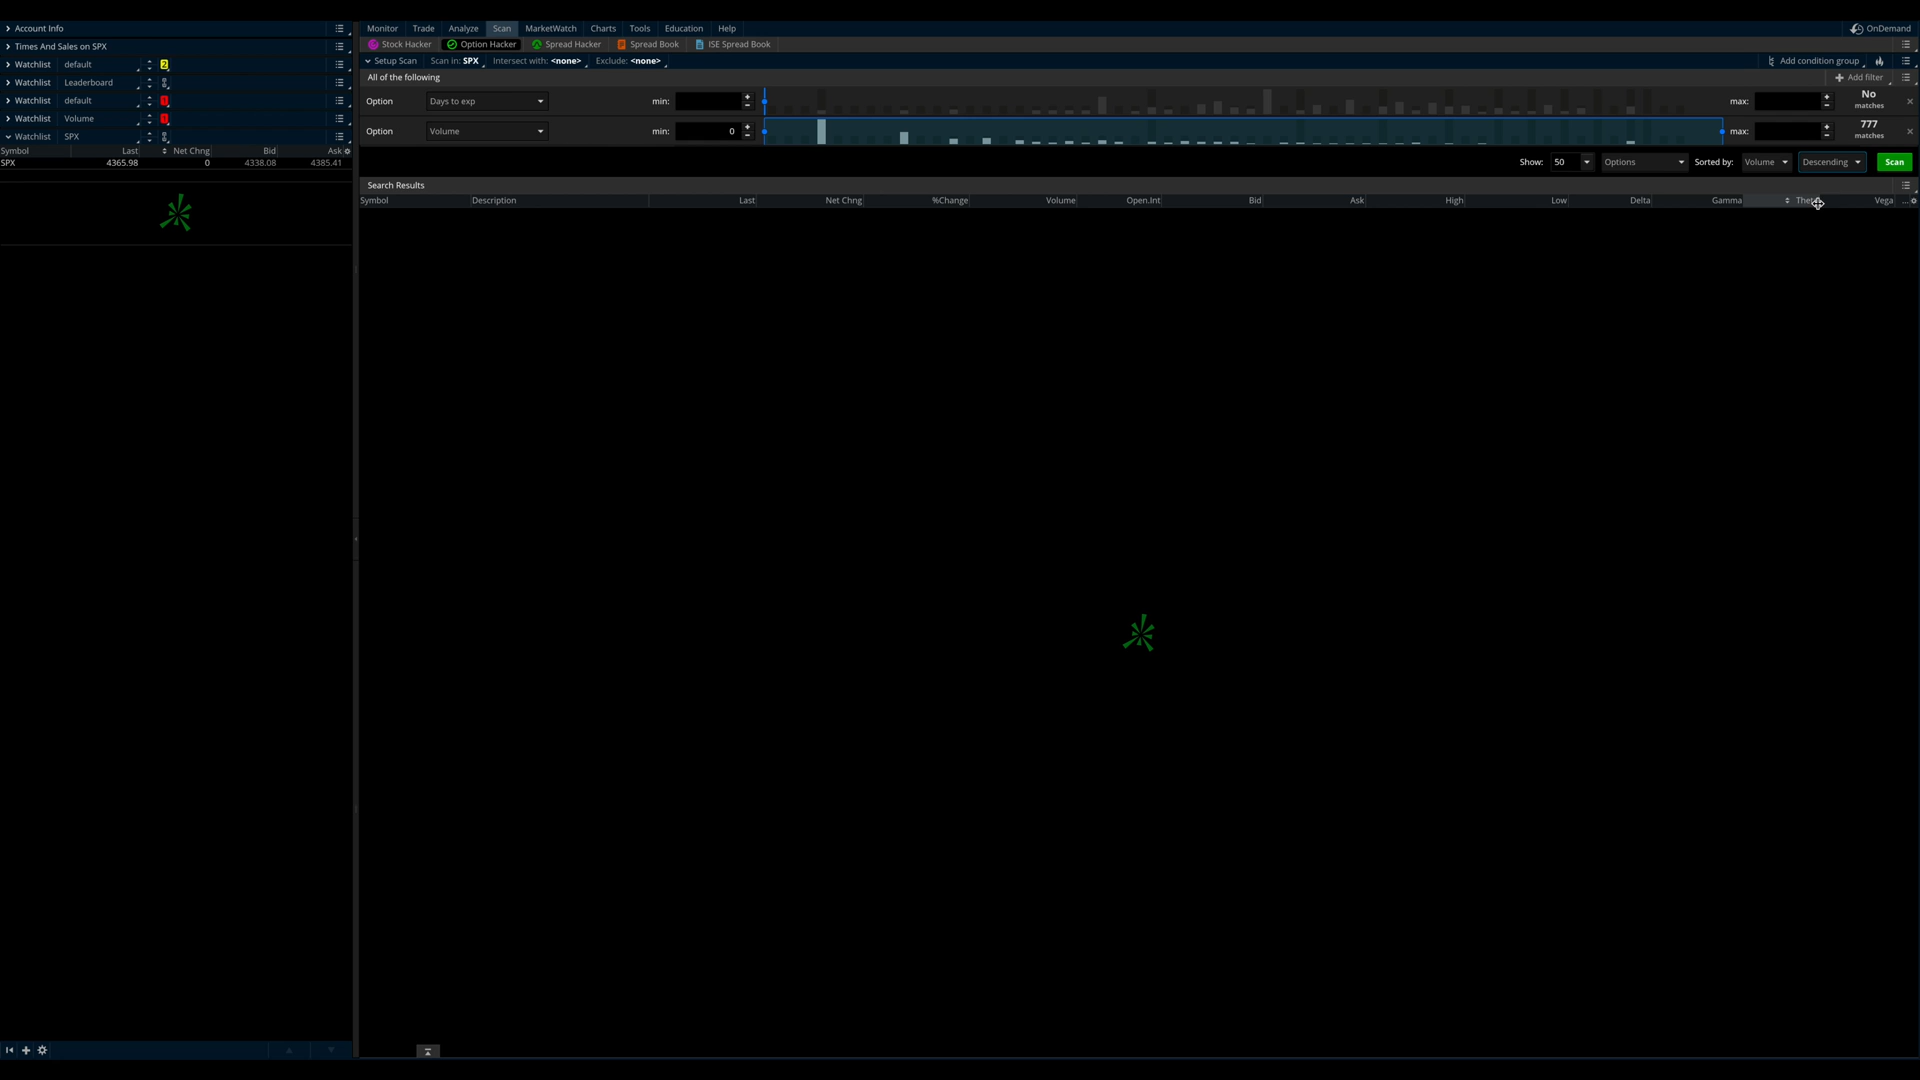 Account Info
Times And Sales on SPX
Watchlist default 2
Watchlist Leaderboard
Watchlist default 1
Watchlist Volume 1
Watchlist SPX
Symbol Last Net Chng Bid Ask
SPX 4365.98 0 4338.08 4385.41
Monitor Trade Analyze Scan MarketWatch Charts Tools Education Help OnDemand
Stock Hacker Option Hacker Spread Hacker Spread Book ISE Spread Book
Setup Scan Scan in: SPX Intersect with: <none> Exclude: <none> Add condition group
All of the following Add filter
Option Days to exp min: max: No matches
Option Volume min: 0 max: 777 matches
Show: 50 Options Sorted by: Volume Descending Scan
Search Results
Symbol Description Last Net Chng %Change Volume Open.Int Bid Ask High Low Delta Gamma Vega ...